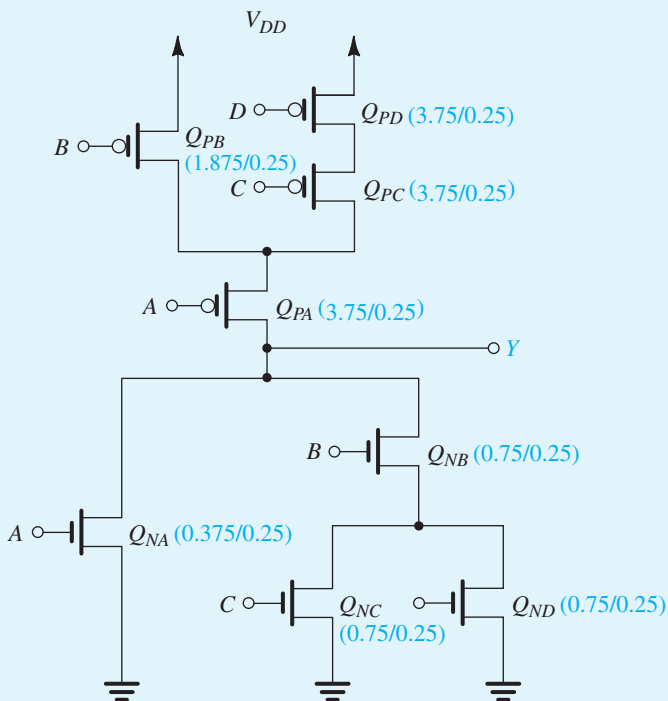 V_DD
D Q_PD (3.75/0.25)
B Q_PB (1.875/0.25)
C Q_PC (3.75/0.25)
A Q_PA (3.75/0.25)
Y
B Q_NB (0.75/0.25)
A Q_NA (0.375/0.25)
C Q_NC (0.75/0.25)
Q_ND (0.75/0.25)